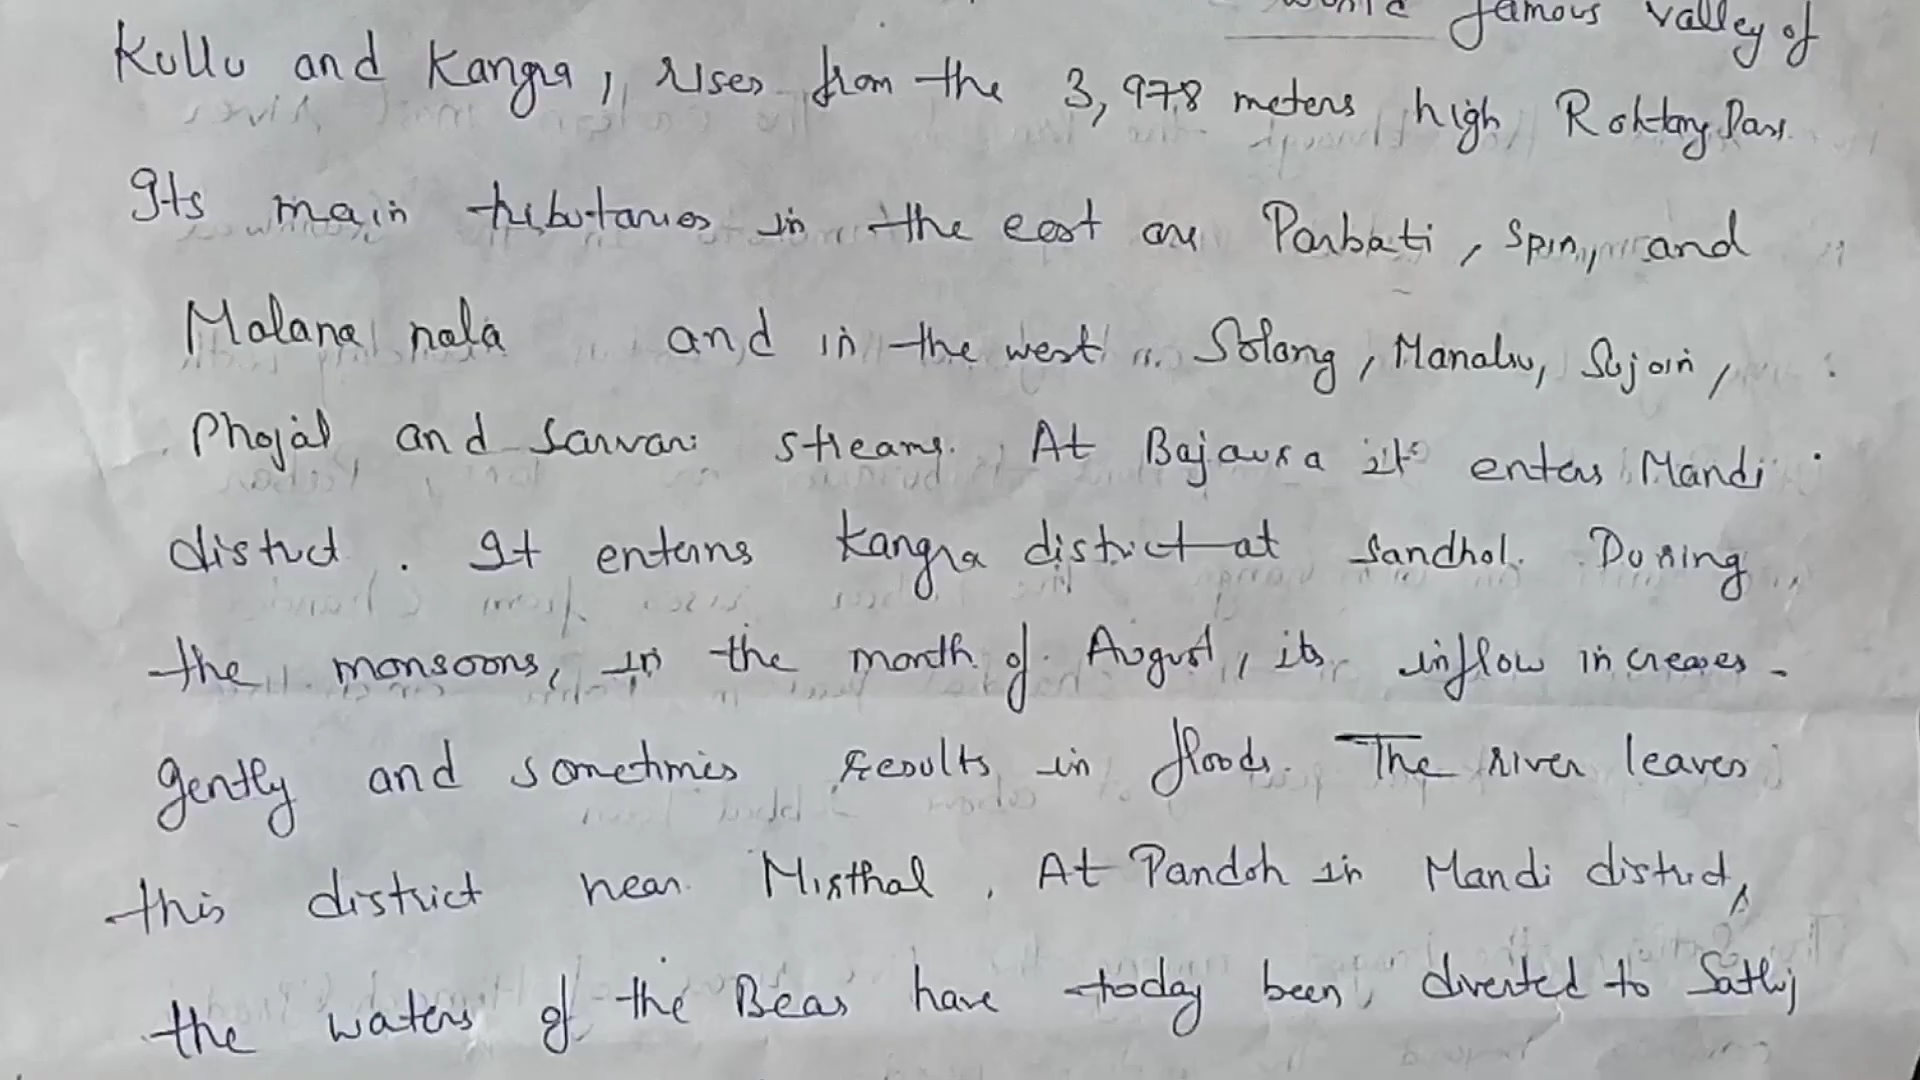 famous valley of
Kullu and Kangra, rises from the 3,978 meters high Rohtang Pass.
Its main tributaries in the east are Parbati, Spin, and
Malana nala and in the west Solang, Manalsu, Sujoin,
Phojal and Sarvari streams. At Bajaura it enters Mandi
district. It enters Kangra district at Sandhol. During
the monsoons, in the month of August, its inflow increases
gently and sometimes results in floods. The river leaves
this district near Mirthal. At Pandoh in Mandi district,
the waters of the Beas have today been diverted to Satluj